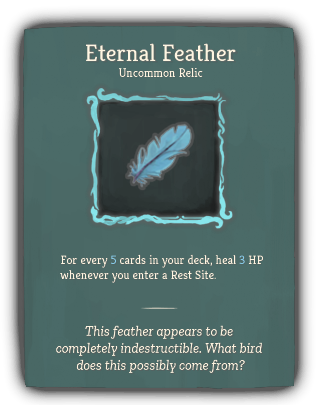 Eternal Feather
Uncommon Relic
For every 5 cards in your deck, heal 3 HP
whenever you enter a Rest Site.
This feather appears to be
completely indestructible. What bird
does this possibly come from?